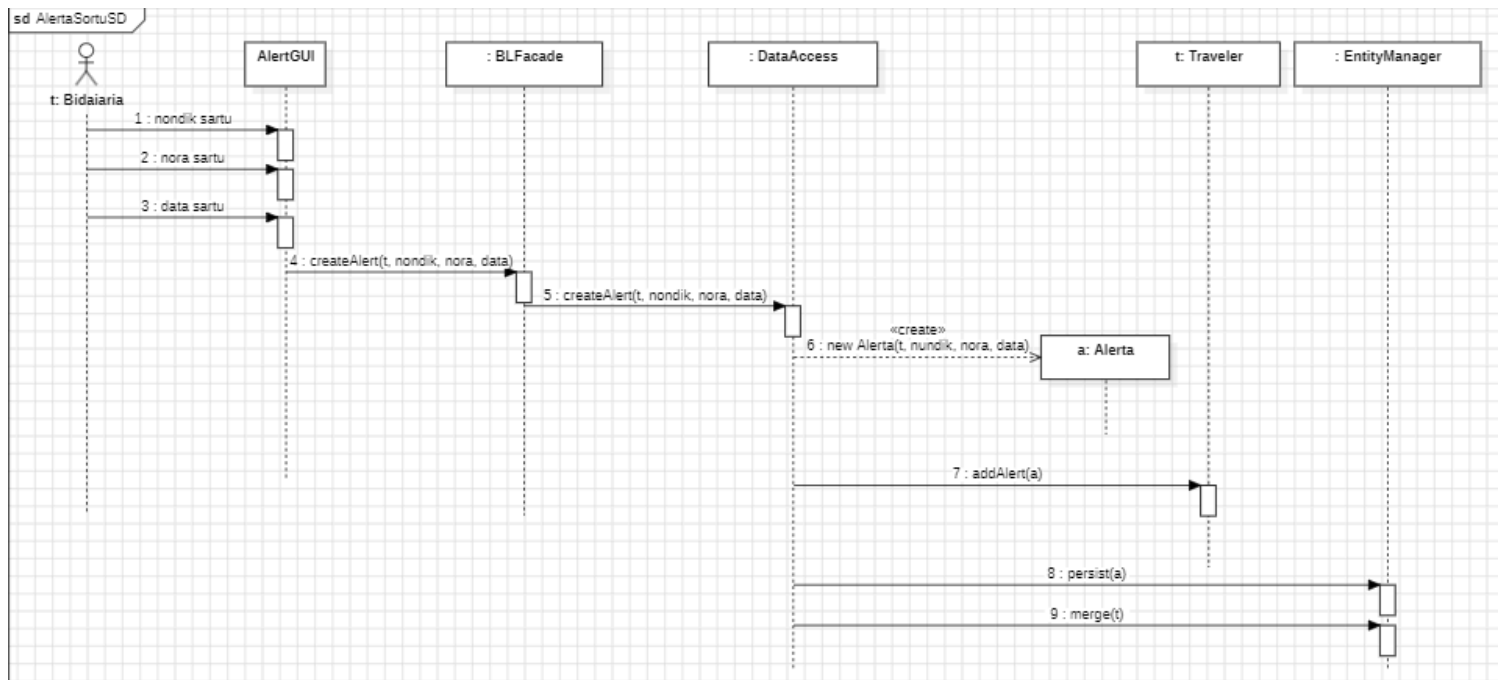 sd AlertaSortuSD
t: Bidaiaria
AlertGUI
: BLFacade
: DataAccess
t: Traveler
: EntityManager
1 : nondik sartu
2 : nora sartu
3 : data sartu
4 : createAlert(t, nondik, nora, data)
5 : createAlert(t, nondik, nora, data)
«create»
6 : new Alerta(t, nundik, nora, data)
a: Alerta
7 : addAlert(a)
8 : persist(a)
9 : merge(t)